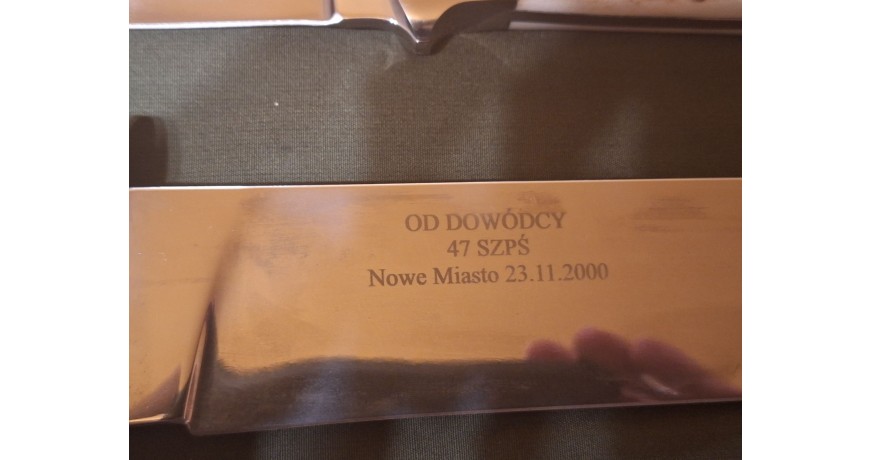 OD DOWÓDCY
47 SZPŚ
Nowe Miasto 23.11.2000